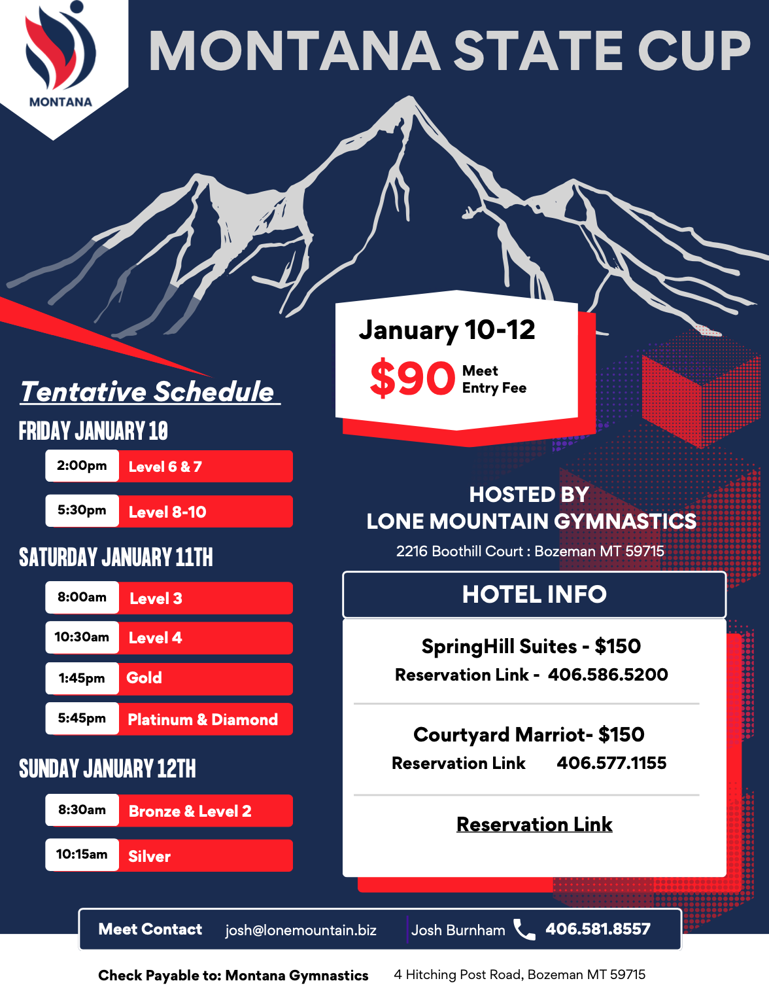 MONTANA
MONTANA STATE CUP
January 10-12
$90 Meet
Entry Fee
Tentative Schedule
FRIDAY JANUARY 10
2:00pm Level 6 & 7
5:30pm Level 8-10
SATURDAY JANUARY 11TH
8:00am Level 3
10:30am Level 4
1:45pm Gold
5:45pm Platinum & Diamond
SUNDAY JANUARY 12TH
8:30am Bronze & Level 2
10:15am Silver
HOSTED BY
LONE MOUNTAIN GYMNASTICS
2216 Boothill Court : Bozeman MT 59715
HOTEL INFO
SpringHill Suites - $150
Reservation Link - 406.586.5200
Courtyard Marriot- $150
Reservation Link 406.577.1155
Reservation Link
Meet Contact josh@lonemountain.biz Josh Burnham 406.581.8557
Check Payable to: Montana Gymnastics 4 Hitching Post Road, Bozeman MT 59715